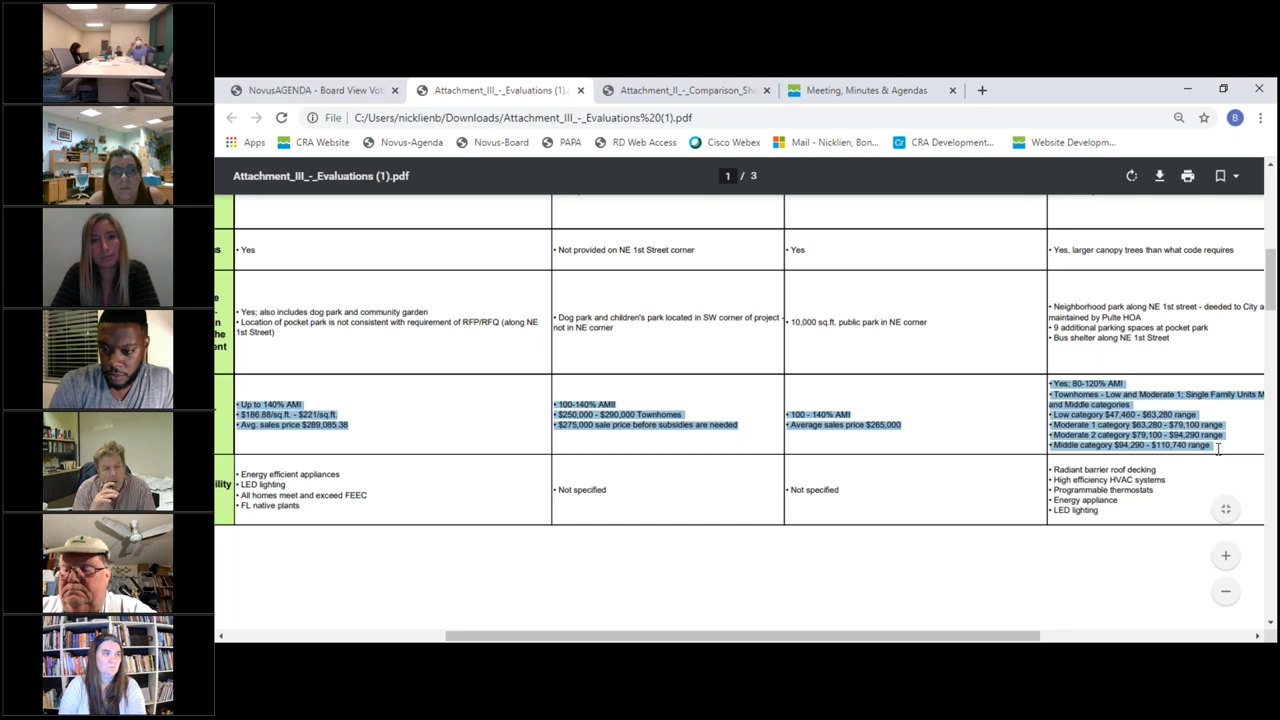 NovusAGENDA - Board View Vot
Attachment_III_-_Evaluations (1).p
Attachment_II_-_Comparison_She
Meeting, Minutes & Agendas
File C:/Users/nicklienb/Downloads/Attachment_III_-_Evaluations%20(1).pdf
B
Apps CRA Website Novus-Agenda Novus-Board PAPA RD Web Access Cisco Webex Mail - Nicklien, Bon... CRA Development... Website Developm...
Attachment_III_-_Evaluations (1).pdf
1 / 3
s
• Yes
• Not provided on NE 1st Street corner
• Yes
• Yes, larger canopy trees than what code requires
e
-
n
he
ent
• Yes; also includes dog park and community garden
• Location of pocket park is not consistent with requirement of RFP/RFQ (along NE
1st Street)
• Dog park and children's park located in SW corner of project -
not in NE corner
• 10,000 sq.ft. public park in NE corner
• Neighborhood park along NE 1st street - deeded to City a
maintained by Pulte HOA
• 9 additional parking spaces at pocket park
• Bus shelter along NE 1st Street
• Up to 140% AMI
• $186.88/sq.ft. - $221/sq.ft.
• Avg. sales price $289,085.38
• 100-140% AMII
• $250,000 - $290,000 Townhomes
• $275,000 sale price before subsidies are needed
• 100 - 140% AMI
• Average sales price $265,000
• Yes; 80-120% AMI
• Townhomes - Low and Moderate 1; Single Family Units M
and Middle categories
• Low category $47,460 - $63,280 range
• Moderate 1 category $63,280 - $79,100 range
• Moderate 2 category $79,100 - $94,290 range
• Middle category $94,290 - $110,740 range
bility
• Energy efficient appliances
• LED lighting
• All homes meet and exceed FEEC
• FL native plants
• Not specified
• Not specified
• Radiant barrier roof decking
• High efficiency HVAC systems
• Programmable thermostats
• Energy appliance
• LED lighting